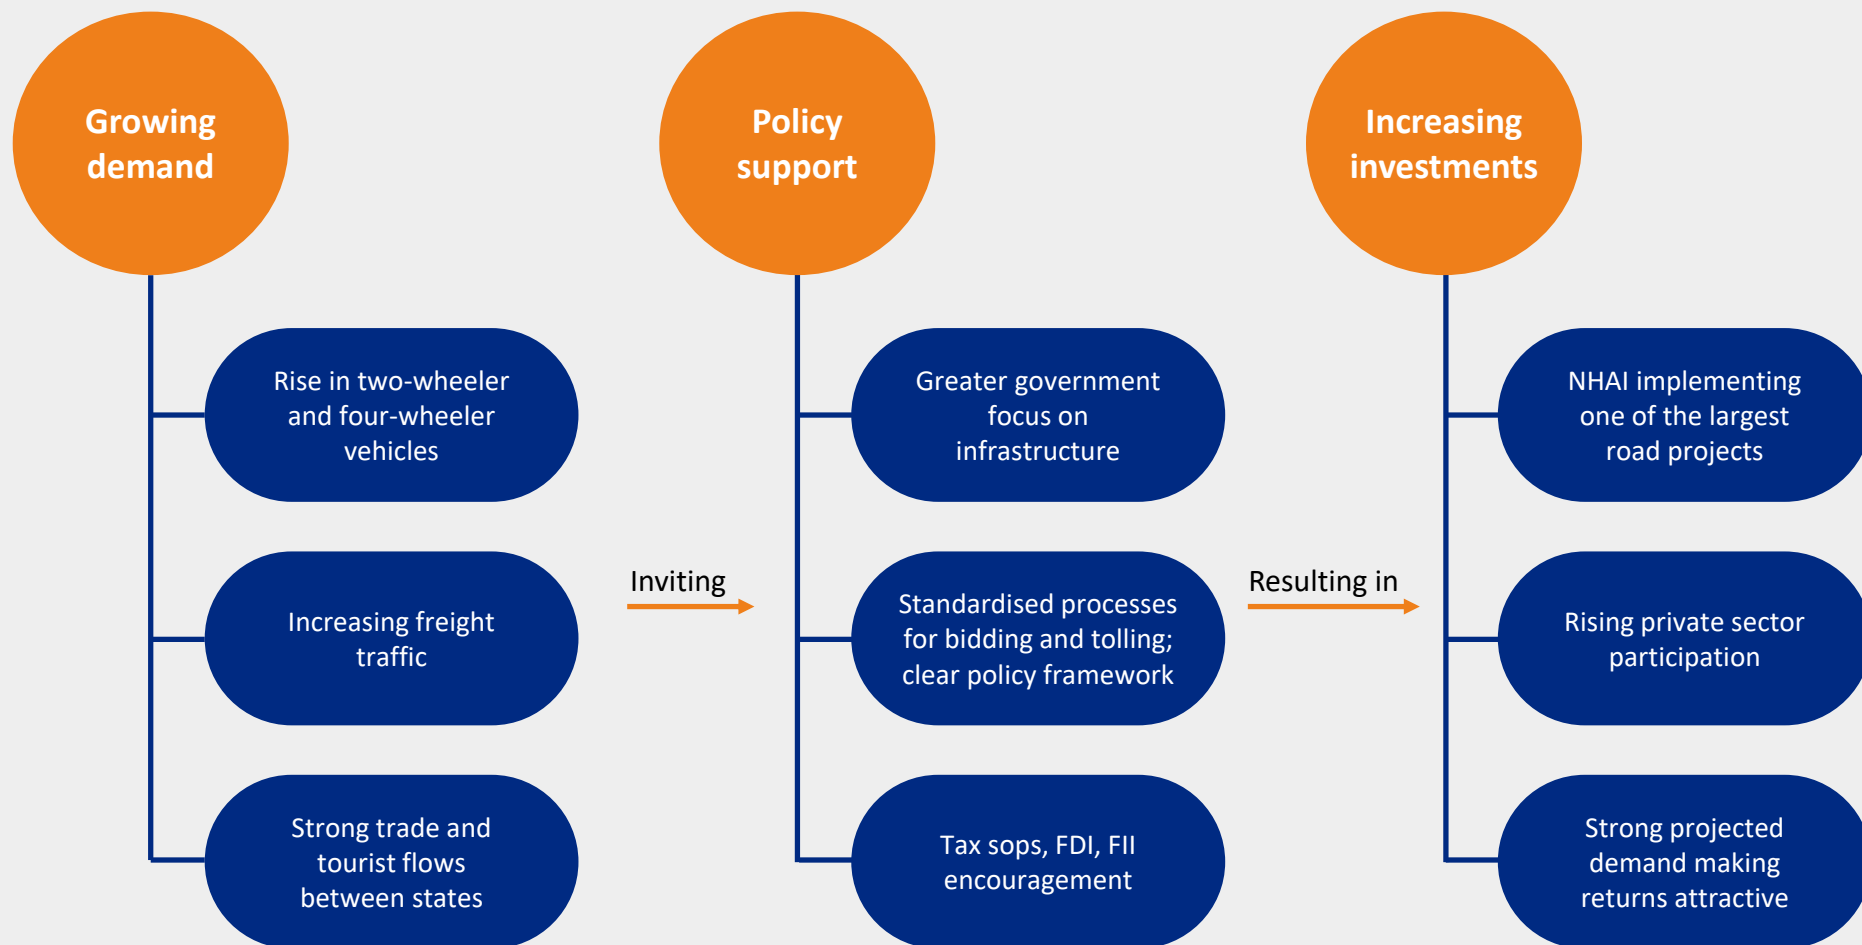 Growing
demand
Rise in two-wheeler
and four-wheeler
vehicles
Increasing freight
traffic
Strong trade and
tourist flows
between states
Inviting
Policy
support
Greater government
focus on
infrastructure
Standardised processes
for bidding and tolling;
clear policy framework
Tax sops, FDI, FII
encouragement
Resulting in
Increasing
investments
NHAI implementing
one of the largest
road projects
Rising private sector
participation
Strong projected
demand making
returns attractive